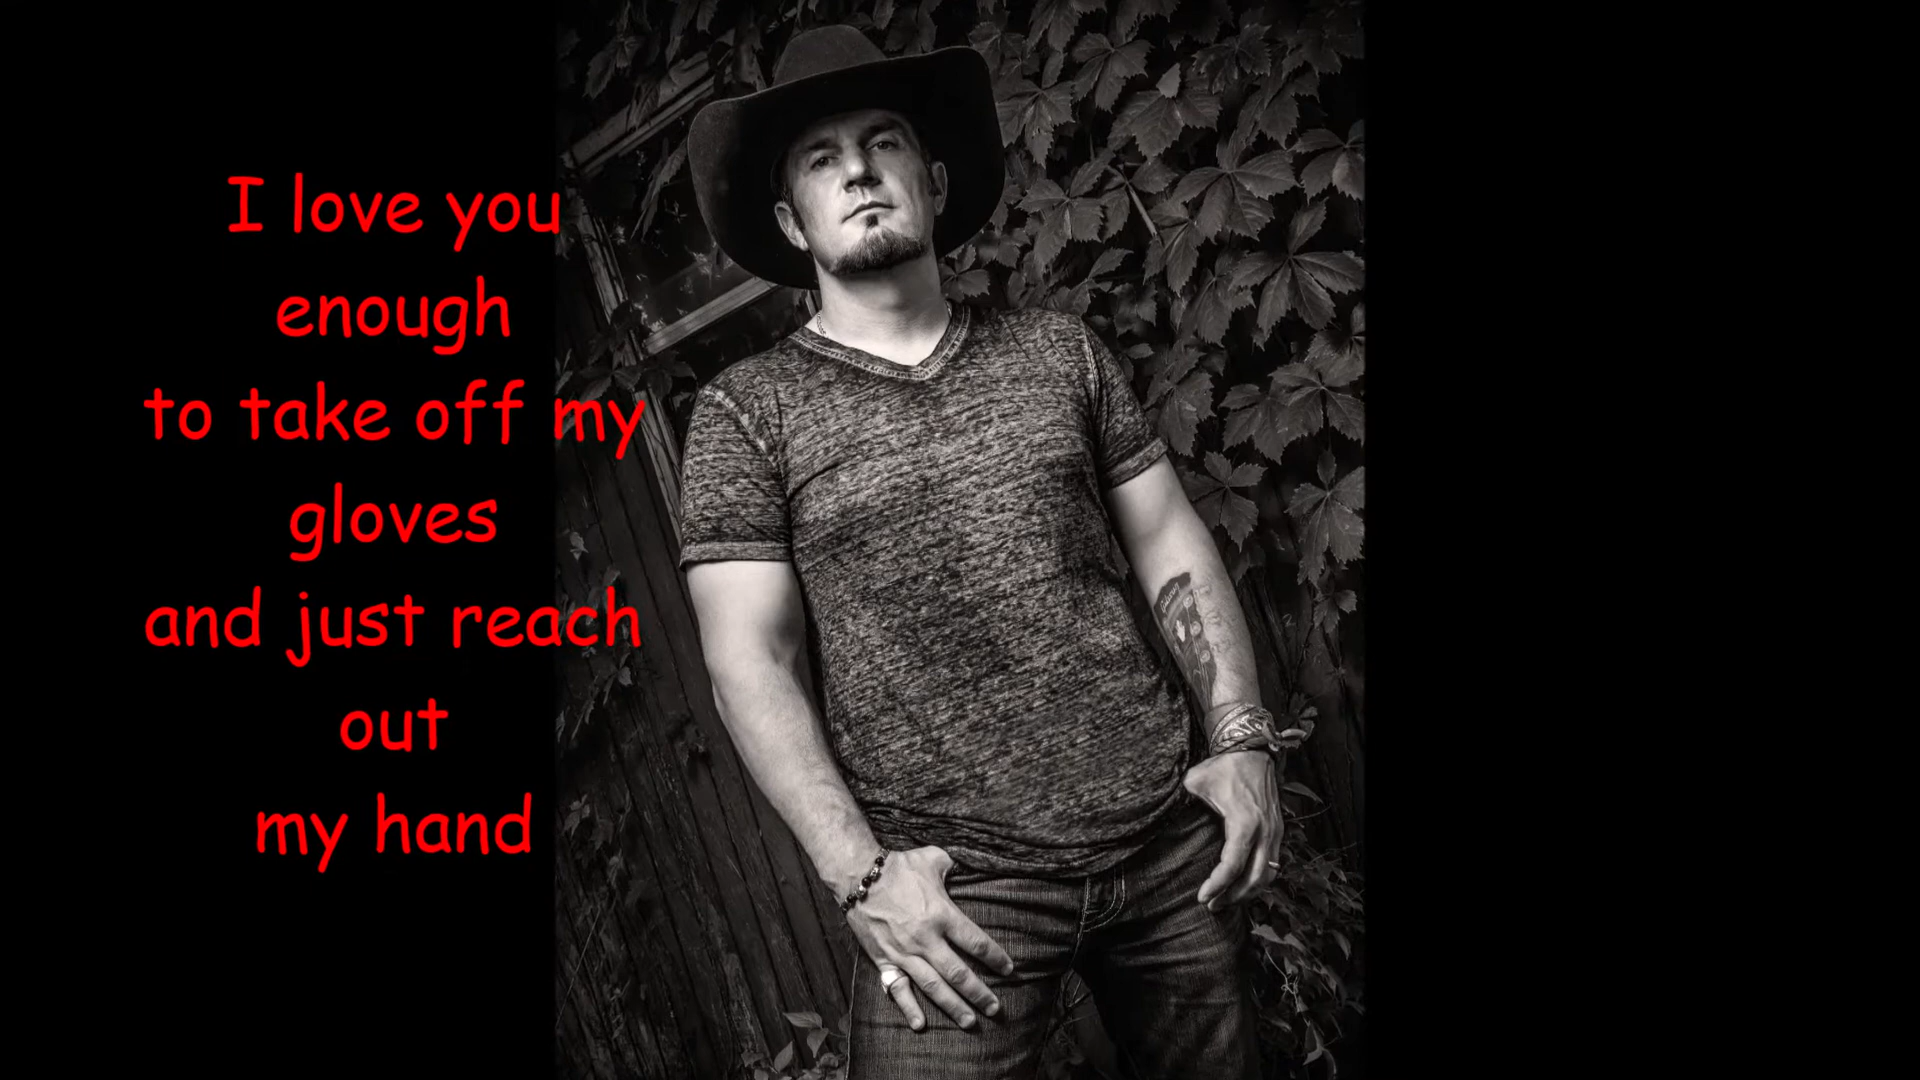 I love you
enough
to take off my
gloves
and just reach
out
my hand